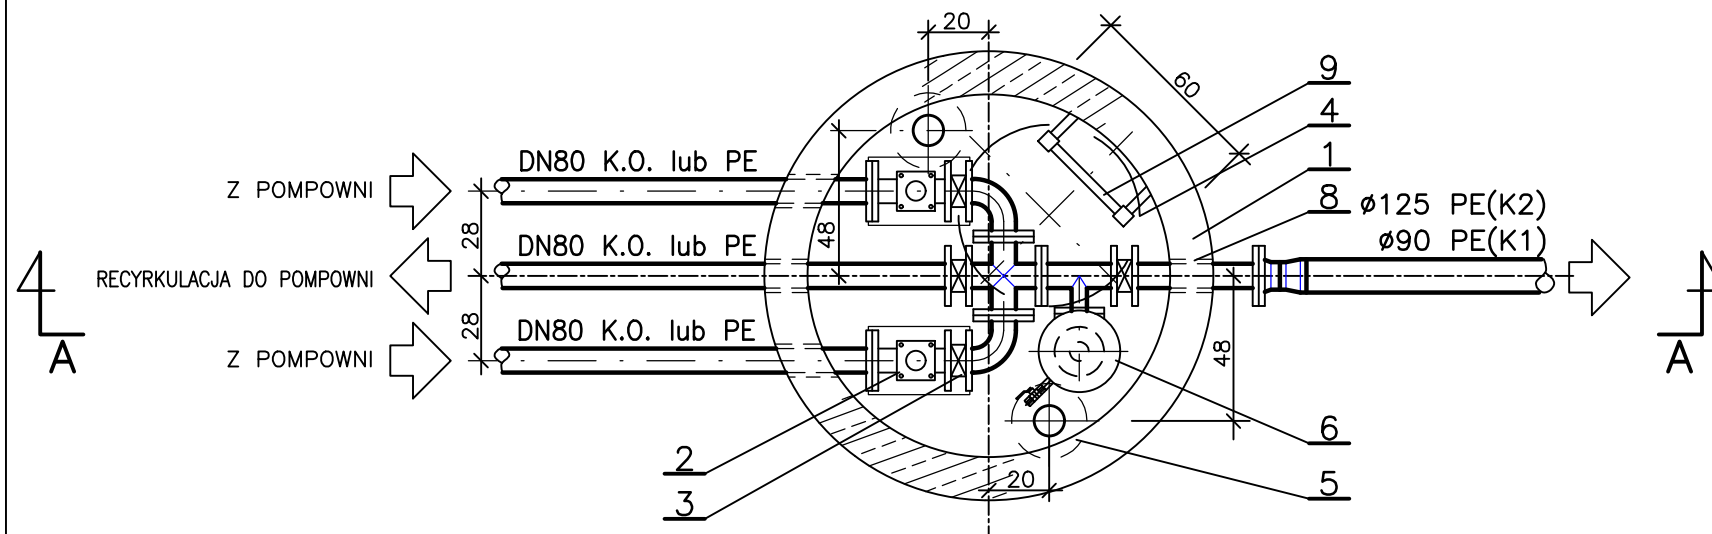 20
60
9
4
1
8
DN80 K.O. lub PE
Z POMPOWNI
48
ø125 PE(K2)
ø90 PE(K1)
28
DN80 K.O. lub PE
RECYRKULACJA DO POMPOWNI
28
DN80 K.O. lub PE
Z POMPOWNI
48
A
A
6
2
20
5
3